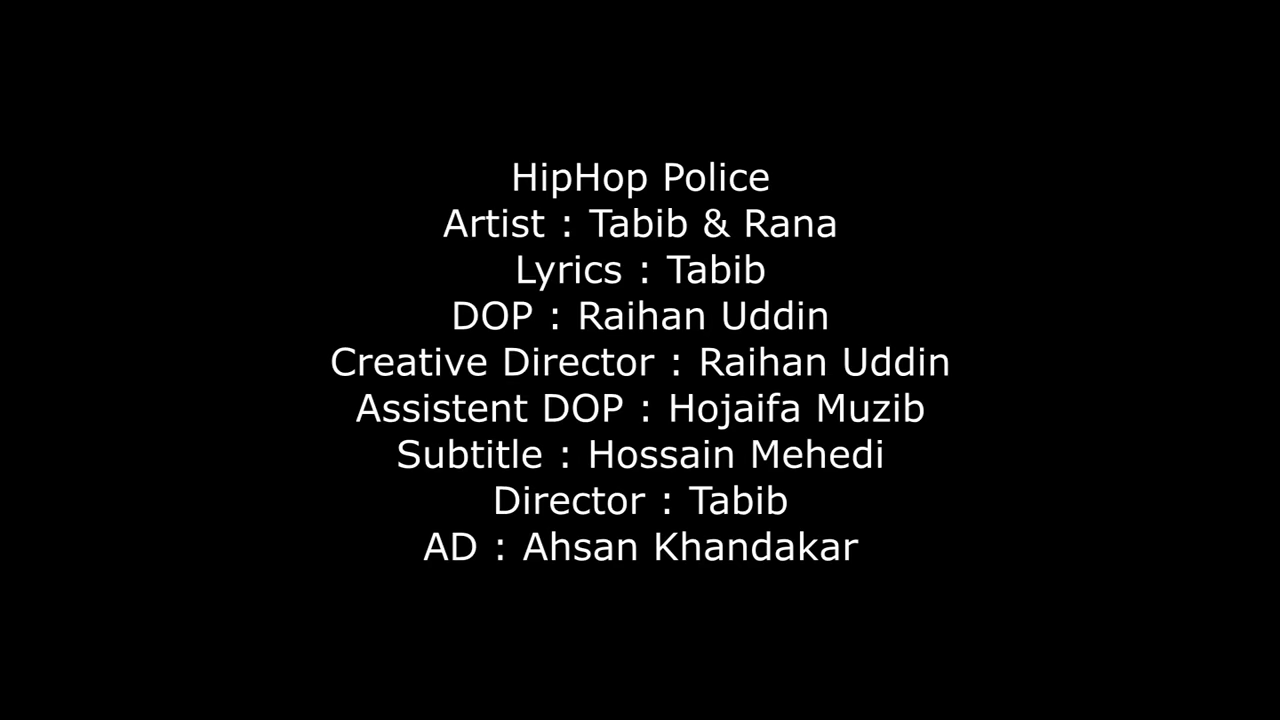 HipHop Police
Artist : Tabib & Rana
Lyrics : Tabib
DOP : Raihan Uddin
Creative Director : Raihan Uddin
Assistent DOP : Hojaifa Muzib
Subtitle : Hossain Mehedi
Director : Tabib
AD : Ahsan Khandakar